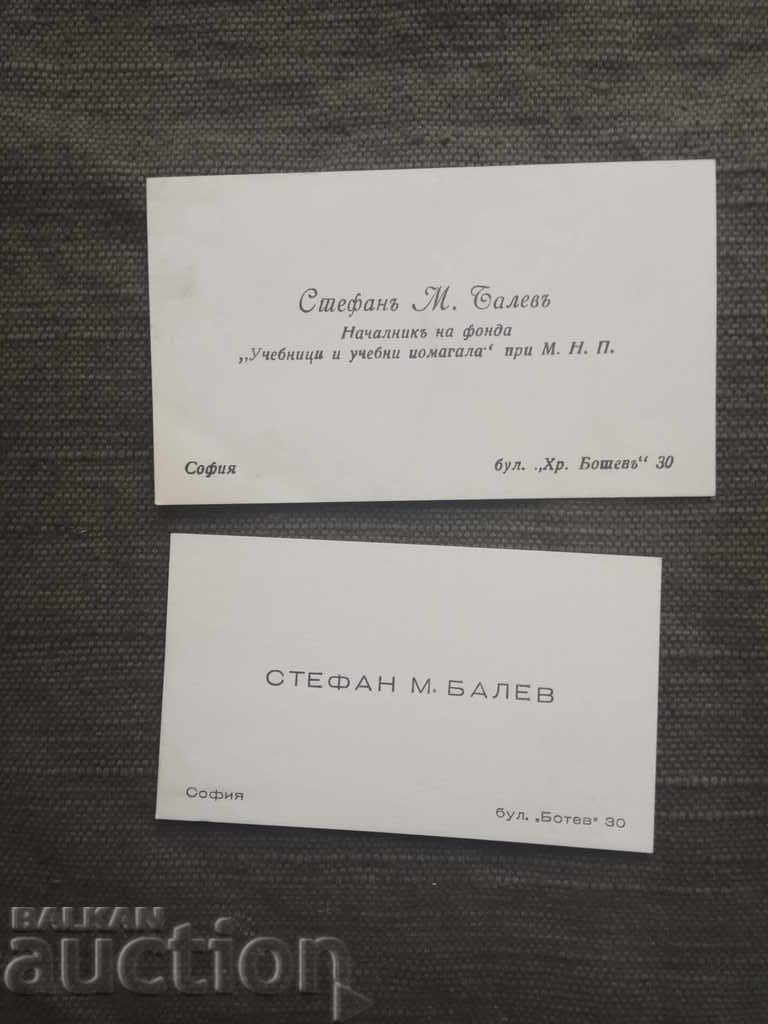 Стефанъ М. Балевъ
Началникъ на фонда
„Учебници и учебни помагала“ при М. Н. П.
София
бул. „Хр. Ботевъ“ 30
СТЕФАН М. БАЛЕВ
София
бул. „Ботев" 30
BALKAN
auction